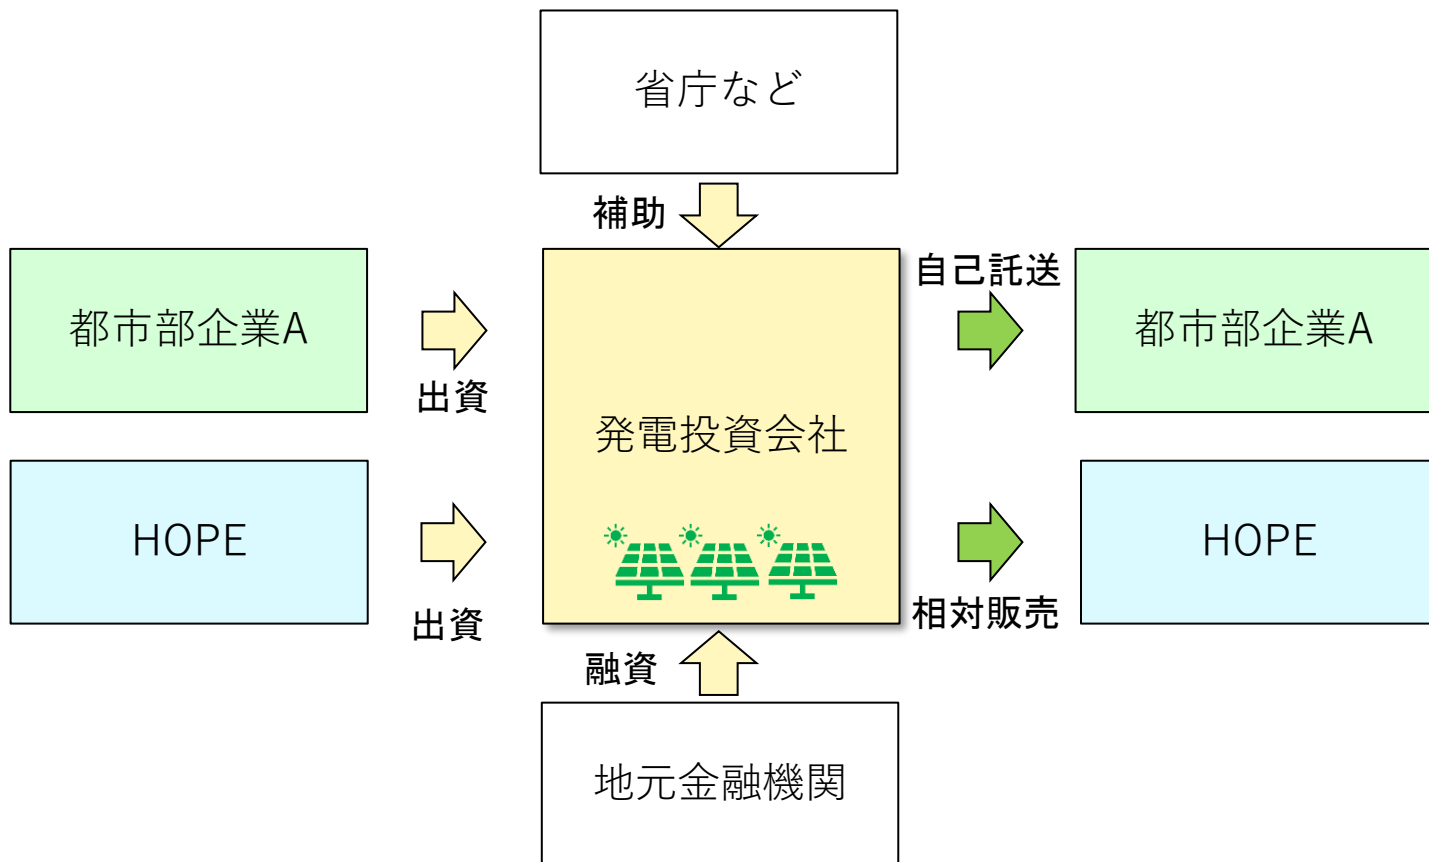 省庁など
補助
都市部企業A
出資
自己託送
都市部企業A
発電投資会社
HOPE
出資
相対販売
HOPE
融資
地元金融機関